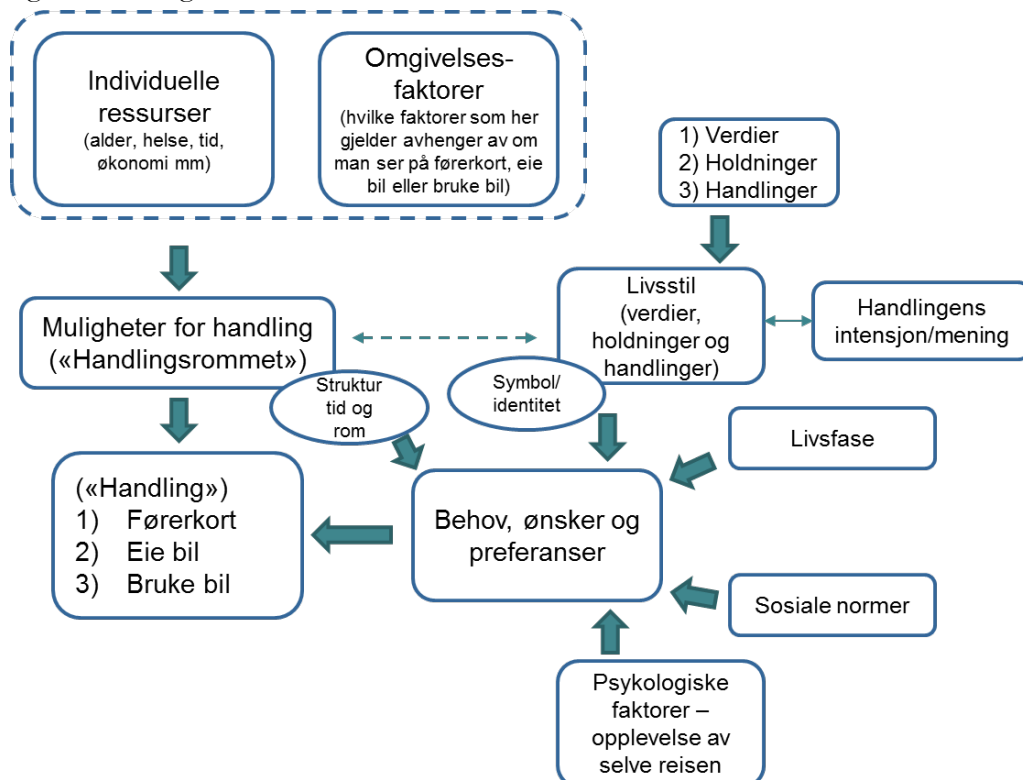 Individuelle
ressurser
(alder, helse, tid,
økonomi mm)
Omgivelses-
faktorer
(hvilke faktorer som her
gjelder avhenger av om
man ser på førerkort, eie
bil eller bruke bil)
1) Verdier
2) Holdninger
3) Handlinger
Muligheter for handling
(«Handlingsrommet»)
Livsstil
(verdier,
holdninger og
handlinger)
Handlingens
intensjon/mening
Struktur
tid og
rom
Symbol/
identitet
Livsfase
(«Handling»)
1) Førerkort
2) Eie bil
3) Bruke bil
Behov, ønsker og
preferanser
Sosiale normer
Psykologiske
faktorer –
opplevelse av
selve reisen